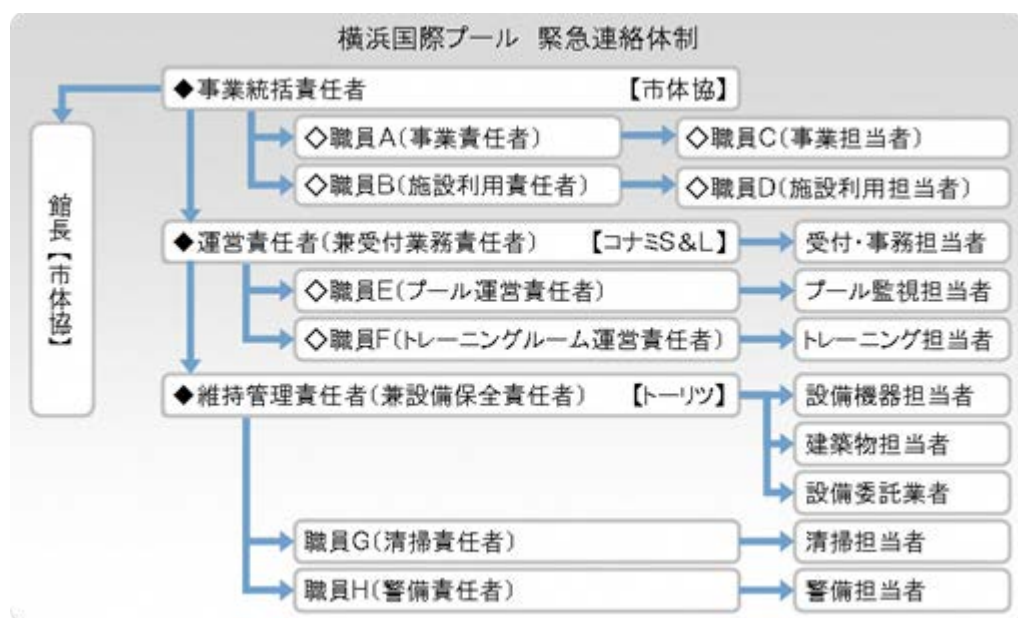 横浜国際プール 緊急連絡体制
◆事業統括責任者 【市体協】
◇職員A(事業責任者)
◇職員C(事業担当者)
◇職員B(施設利用責任者)
◇職員D(施設利用担当者)
館長【市体協】
◆運営責任者(兼受付業務責任者) 【コナミS&L】
受付・事務担当者
◇職員E(プール運営責任者)
プール監視担当者
◇職員F(トレーニングルーム運営責任者)
トレーニング担当者
◆維持管理責任者(兼設備保全責任者) 【トーリツ】
設備機器担当者
建築物担当者
設備委託業者
職員G(清掃責任者)
清掃担当者
職員H(警備責任者)
警備担当者